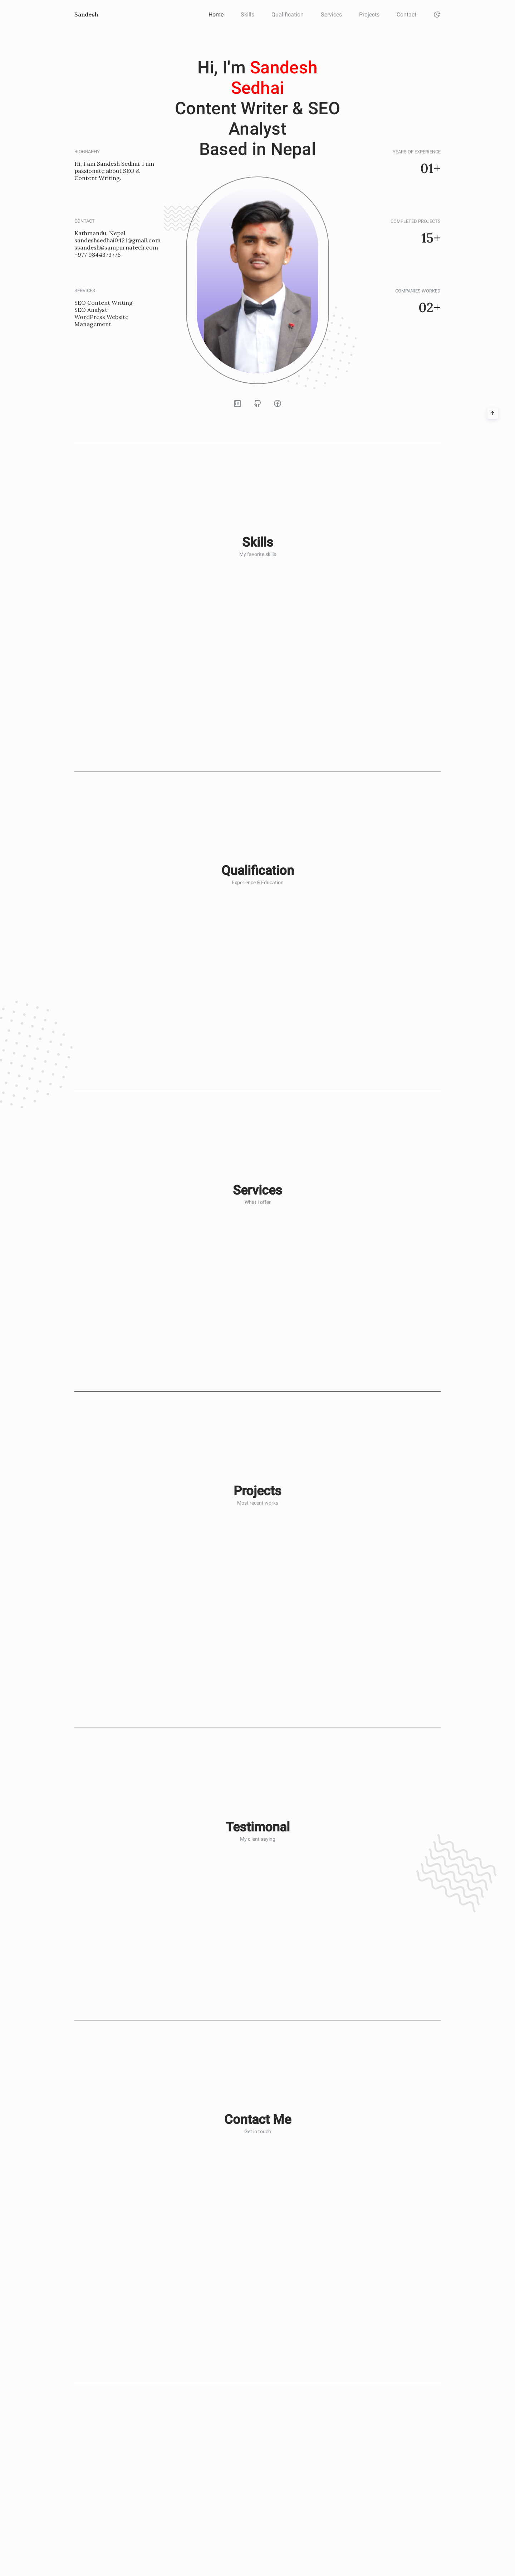 Sandesh
Home
Skills
Qualification
Services
Projects
Contact
Hi, I'm Sandesh
Sedhai
Content Writer & SEO
Analyst
Based in Nepal
BIOGRAPHY
Hi, I am Sandesh Sedhai. I am
passionate about SEO &
Content Writing.
CONTACT
Kathmandu, Nepal
sandeshsedhai0421@gmail.com
ssandesh@sampurnatech.com
+977 9844373776
SERVICES
SEO Content Writing
SEO Analyst
WordPress Website
Management
YEARS OF EXPERIENCE
01+
COMPLETED PROJECTS
15+
COMPANIES WORKED
02+
Skills
My favorite skills
Qualification
Experience & Education
Services
What I offer
Projects
Most recent works
Testimonal
My client saying
Contact Me
Get in touch